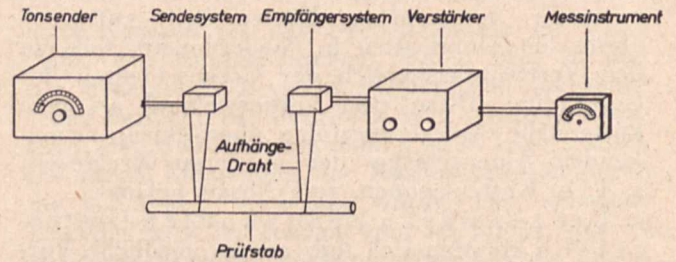 Tonsender Sendesystem Empfängersystem Verstärker Messinstrument
Aufhänge-
Draht
Prüfstab